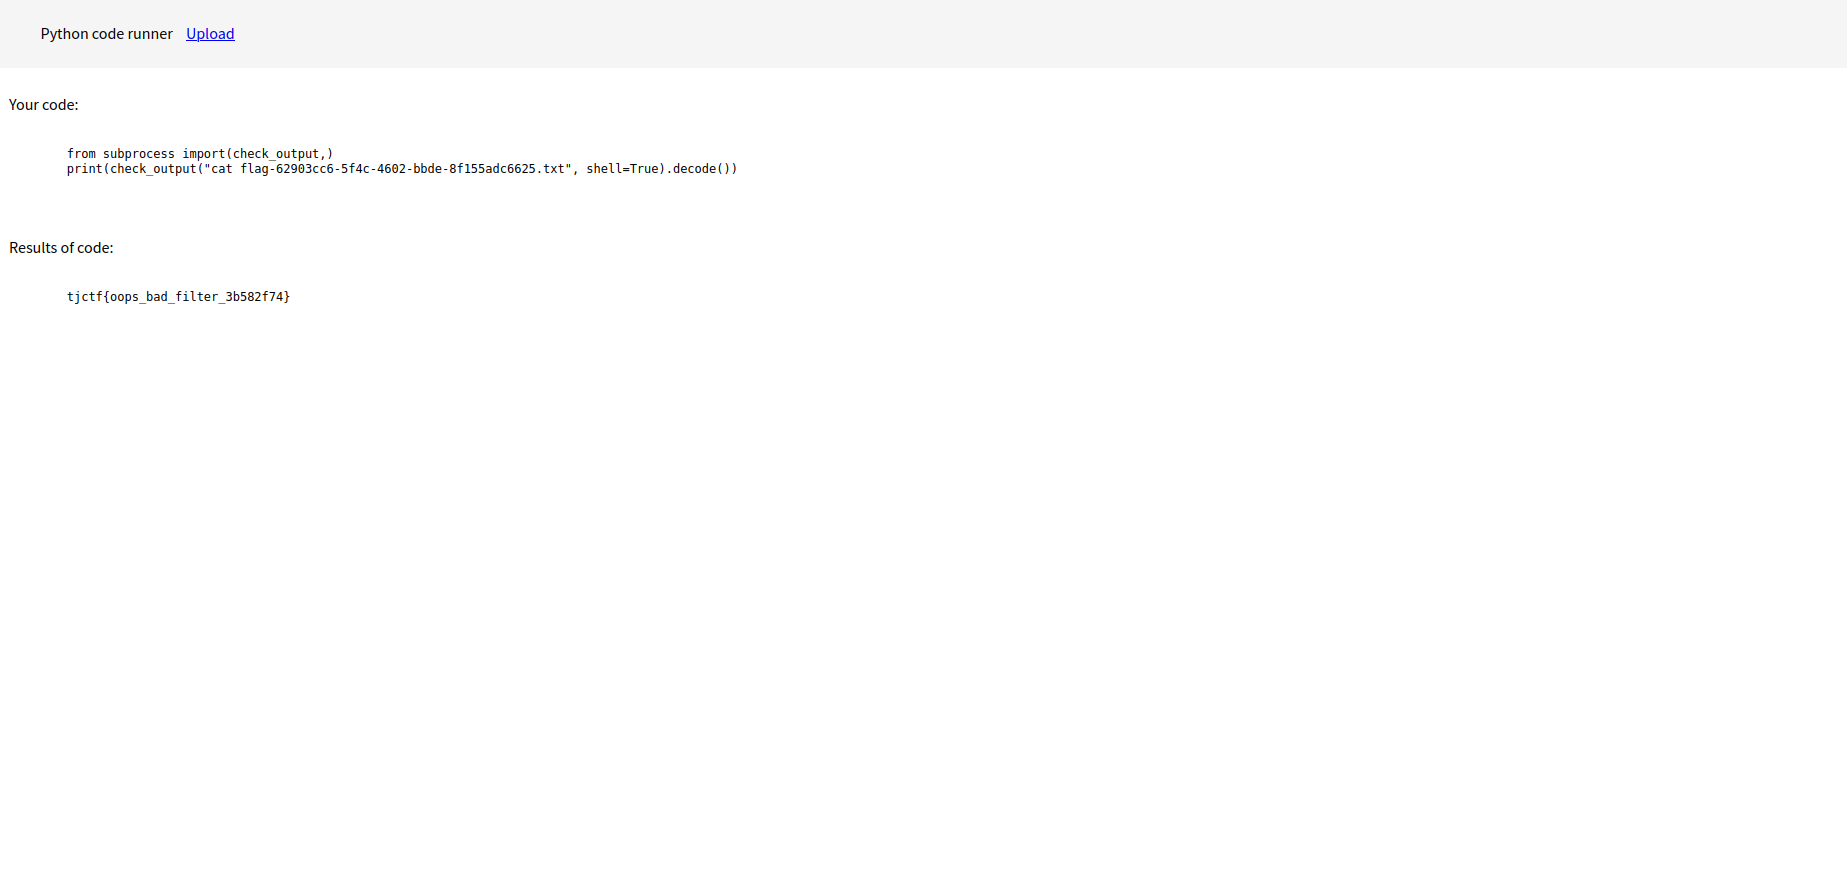 Python code runner Upload
Your code:
from subprocess import(check_output,)
print(check_output("cat flag-62903cc6-5f4c-4602-bbde-8f155adc6625.txt", shell=True).decode())
Results of code:
tjctf{oops_bad_filter_3b582f74}